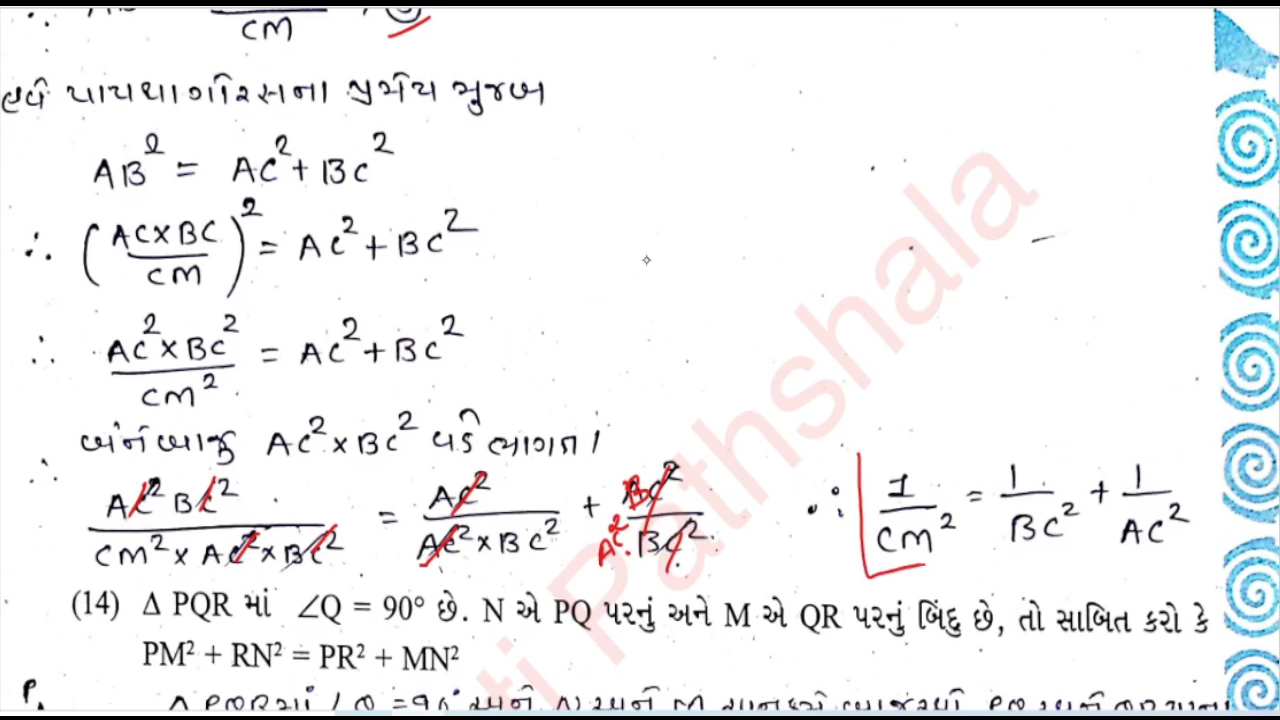 CM
હવે પાયથાગોરસના પ્રમેય મુજબ
AB² = AC² + BC²
∴ (AC × BC / CM)² = AC² + BC²
∴ AC² × BC² / CM² = AC² + BC²
∴ બંને બાજુ AC² × BC² વડે ભાગતા
AC² BC² / CM² × AC² × BC² = AC² / AC² × BC² + BC² / AC². BC² ∴ 1 / CM² = 1 / BC² + 1 / AC²
(14) Δ PQR માં ∠Q = 90° છે. N એ PQ પરનું અને M એ QR પરનું બિંદુ છે, તો સાબિત કરો કે
PM² + RN² = PR² + MN²
Pathshala